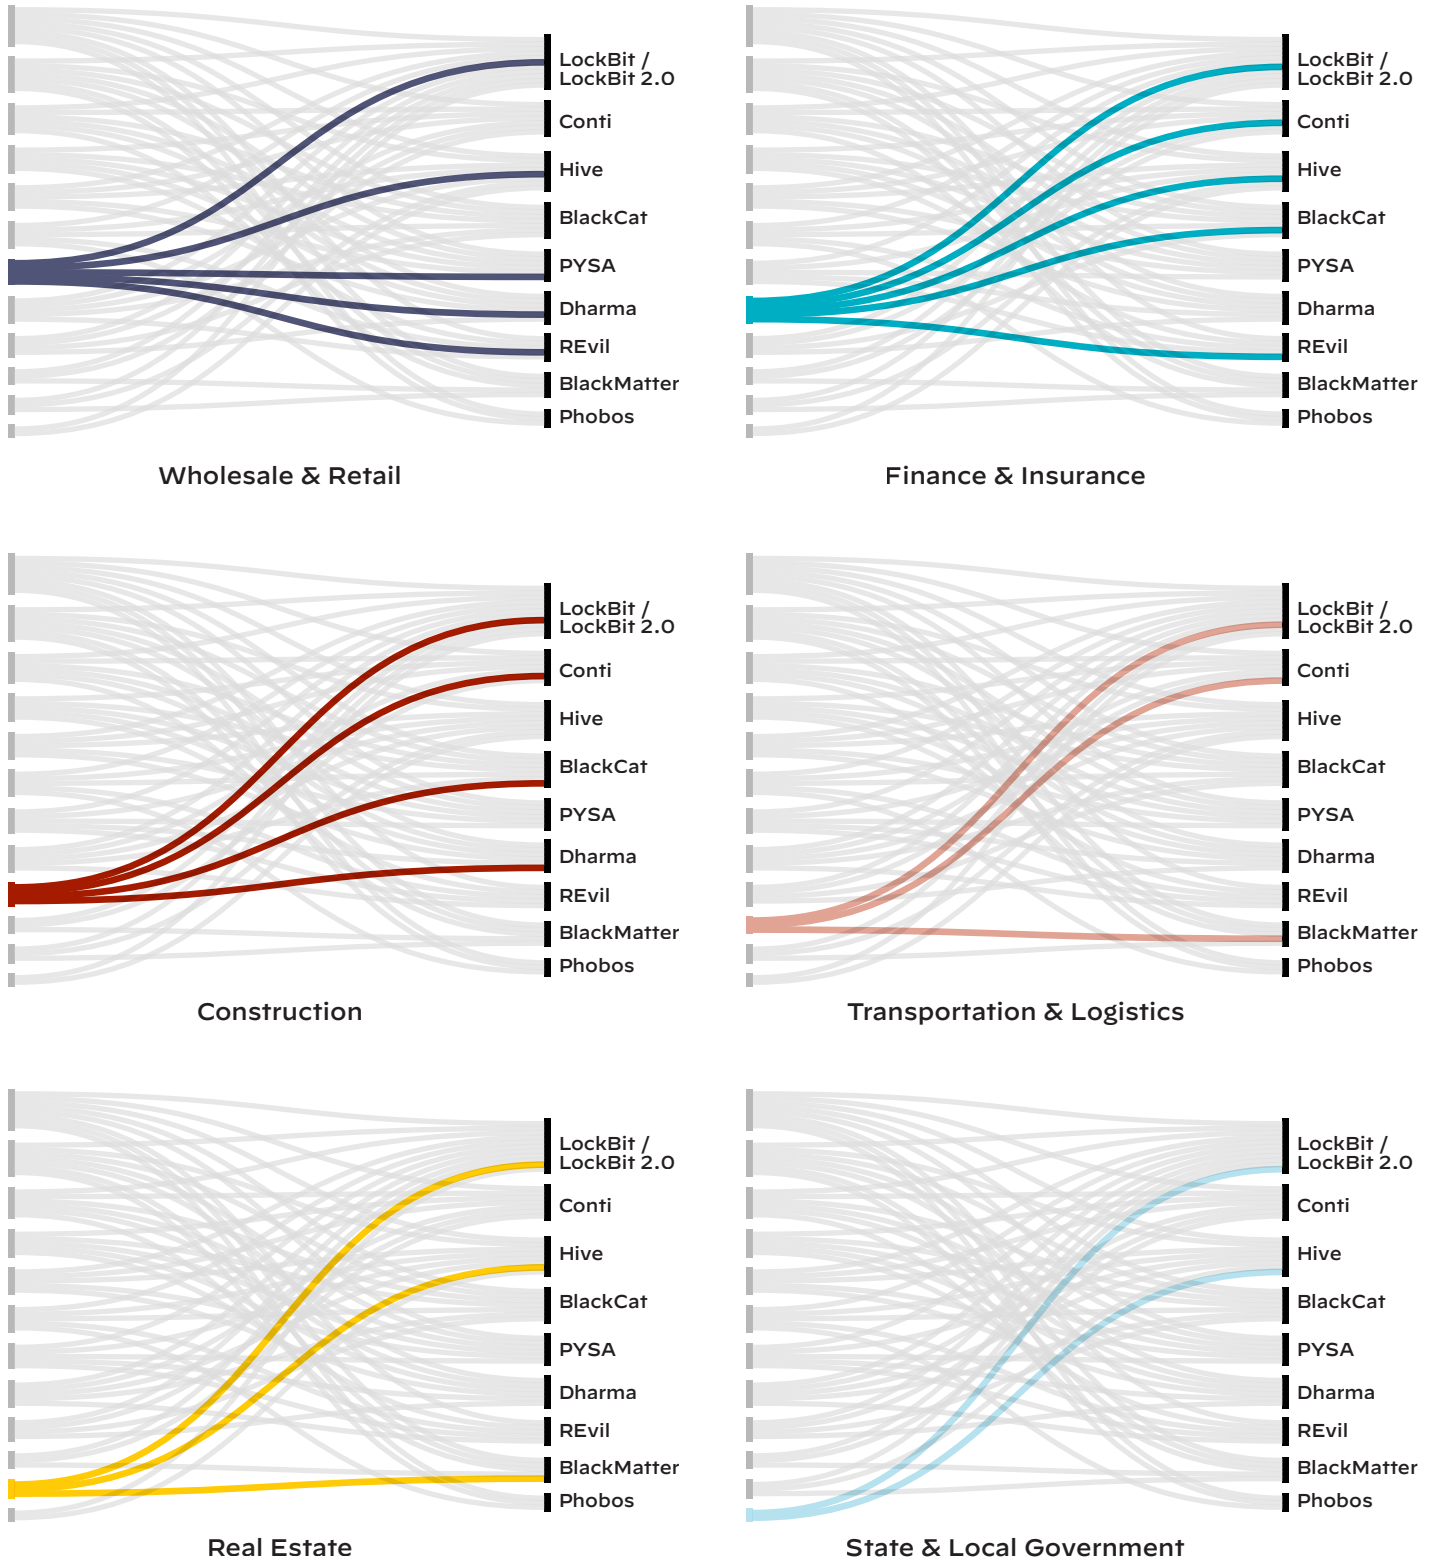 LockBit /
LockBit 2.0
Conti
Hive
BlackCat
PYSA
Dharma
REvil
BlackMatter
Phobos
Wholesale & Retail
LockBit /
LockBit 2.0
Conti
Hive
BlackCat
PYSA
Dharma
REvil
BlackMatter
Phobos
Finance & Insurance
LockBit /
LockBit 2.0
Conti
Hive
BlackCat
PYSA
Dharma
REvil
BlackMatter
Phobos
Construction
LockBit /
LockBit 2.0
Conti
Hive
BlackCat
PYSA
Dharma
REvil
BlackMatter
Phobos
Transportation & Logistics
LockBit /
LockBit 2.0
Conti
Hive
BlackCat
PYSA
Dharma
REvil
BlackMatter
Phobos
Real Estate
LockBit /
LockBit 2.0
Conti
Hive
BlackCat
PYSA
Dharma
REvil
BlackMatter
Phobos
State & Local Government